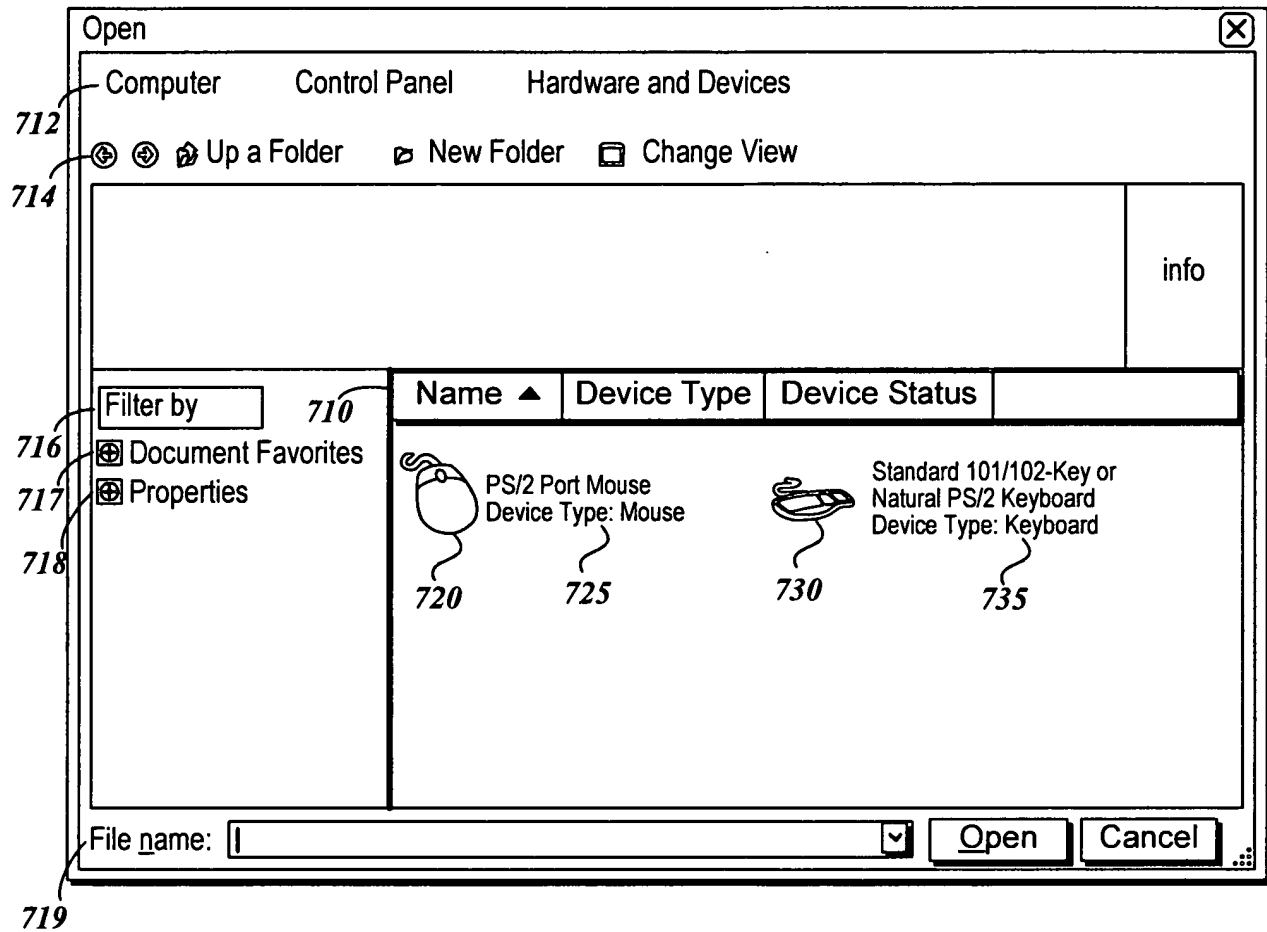 Open
Computer Control Panel Hardware and Devices
712
Up a Folder New Folder Change View
714
info
Filter by
710
Name ▲ Device Type Device Status
716
Document Favorites
717
Properties
718
PS/2 Port Mouse
Device Type: Mouse
Standard 101/102-Key or
Natural PS/2 Keyboard
Device Type: Keyboard
720 725 730 735
File name: Open Cancel
719